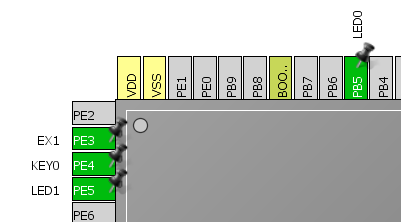 LED0
VDD
VSS
PE1
PE0
PB9
PB8
BOO..
PB7
PB6
PB5
PB4
PE2
EX1 PE3
KEY0 PE4
LED1 PE5
PE6